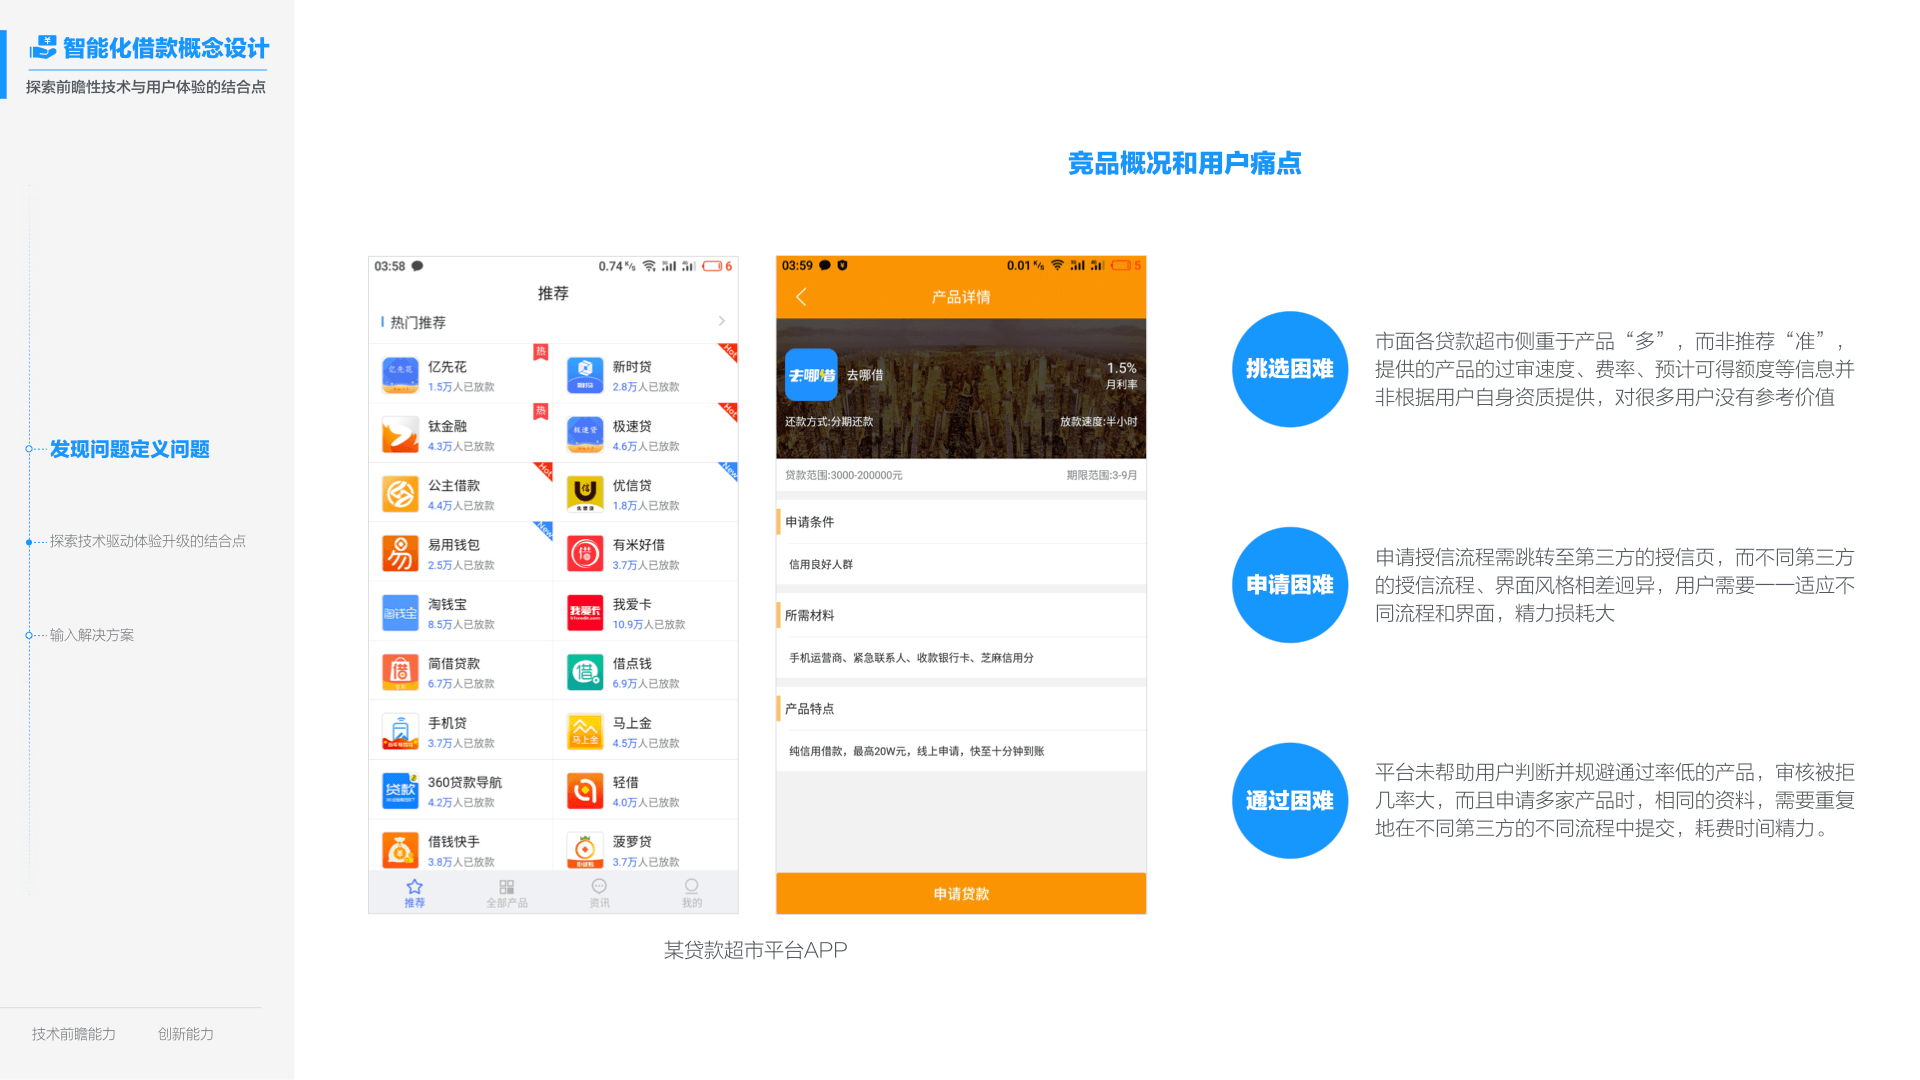 智能化借款概念设计
探索前瞻性技术与用户体验的结合点
发现问题定义问题
探索技术驱动体验升级的结合点
输入解决方案
技术前瞻能力
创新能力
竞品概况和用户痛点
03:58
0.74 K/s
6
推荐
热门推荐
亿先花
亿先花
1.5万人已放款
热
新时贷
2.8万人已放款
Hot
钛金融
4.3万人已放款
热
极速贷
极速贷
4.6万人已放款
Hot
公主借款
4.4万人已放款
Hot
信
优信贷
1.8万人已放款
New
易
易用钱包
2.5万人已放款
New
借
有米好借
3.7万人已放款
淘钱宝
淘钱宝
8.5万人已放款
我爱卡
我爱卡
10.9万人已放款
借
简借贷款
6.7万人已放款
借
借点钱
6.9万人已放款
手机贷
3.7万人已放款
马上金
马上金
4.5万人已放款
贷款
360贷款导航
4.2万人已放款
轻借
4.0万人已放款
借钱快手
3.8万人已放款
菠萝贷
3.7万人已放款
推荐
全部产品
资讯
我的
03:59
0.01 K/s
5
产品详情
去哪借
去哪借
1.5%
月利率
还款方式:分期还款
放款速度:半小时
贷款范围:3000-200000元
期限范围:3-9月
申请条件
信用良好人群
所需材料
手机运营商、紧急联系人、收款银行卡、芝麻信用分
产品特点
纯信用借款，最高20W元，线上申请，快至十分钟到账
申请贷款
某贷款超市平台APP
挑选困难
市面各贷款超市侧重于产品“多”，而非推荐“准”，
提供的产品的过审速度、费率、预计可得额度等信息并
非根据用户自身资质提供，对很多用户没有参考价值
申请困难
申请授信流程需跳转至第三方的授信页，而不同第三方
的授信流程、界面风格相差迥异，用户需要一一适应不
同流程和界面，精力损耗大
通过困难
平台未帮助用户判断并规避通过率低的产品，审核被拒
几率大，而且申请多家产品时，相同的资料，需要重复
地在不同第三方的不同流程中提交，耗费时间精力。